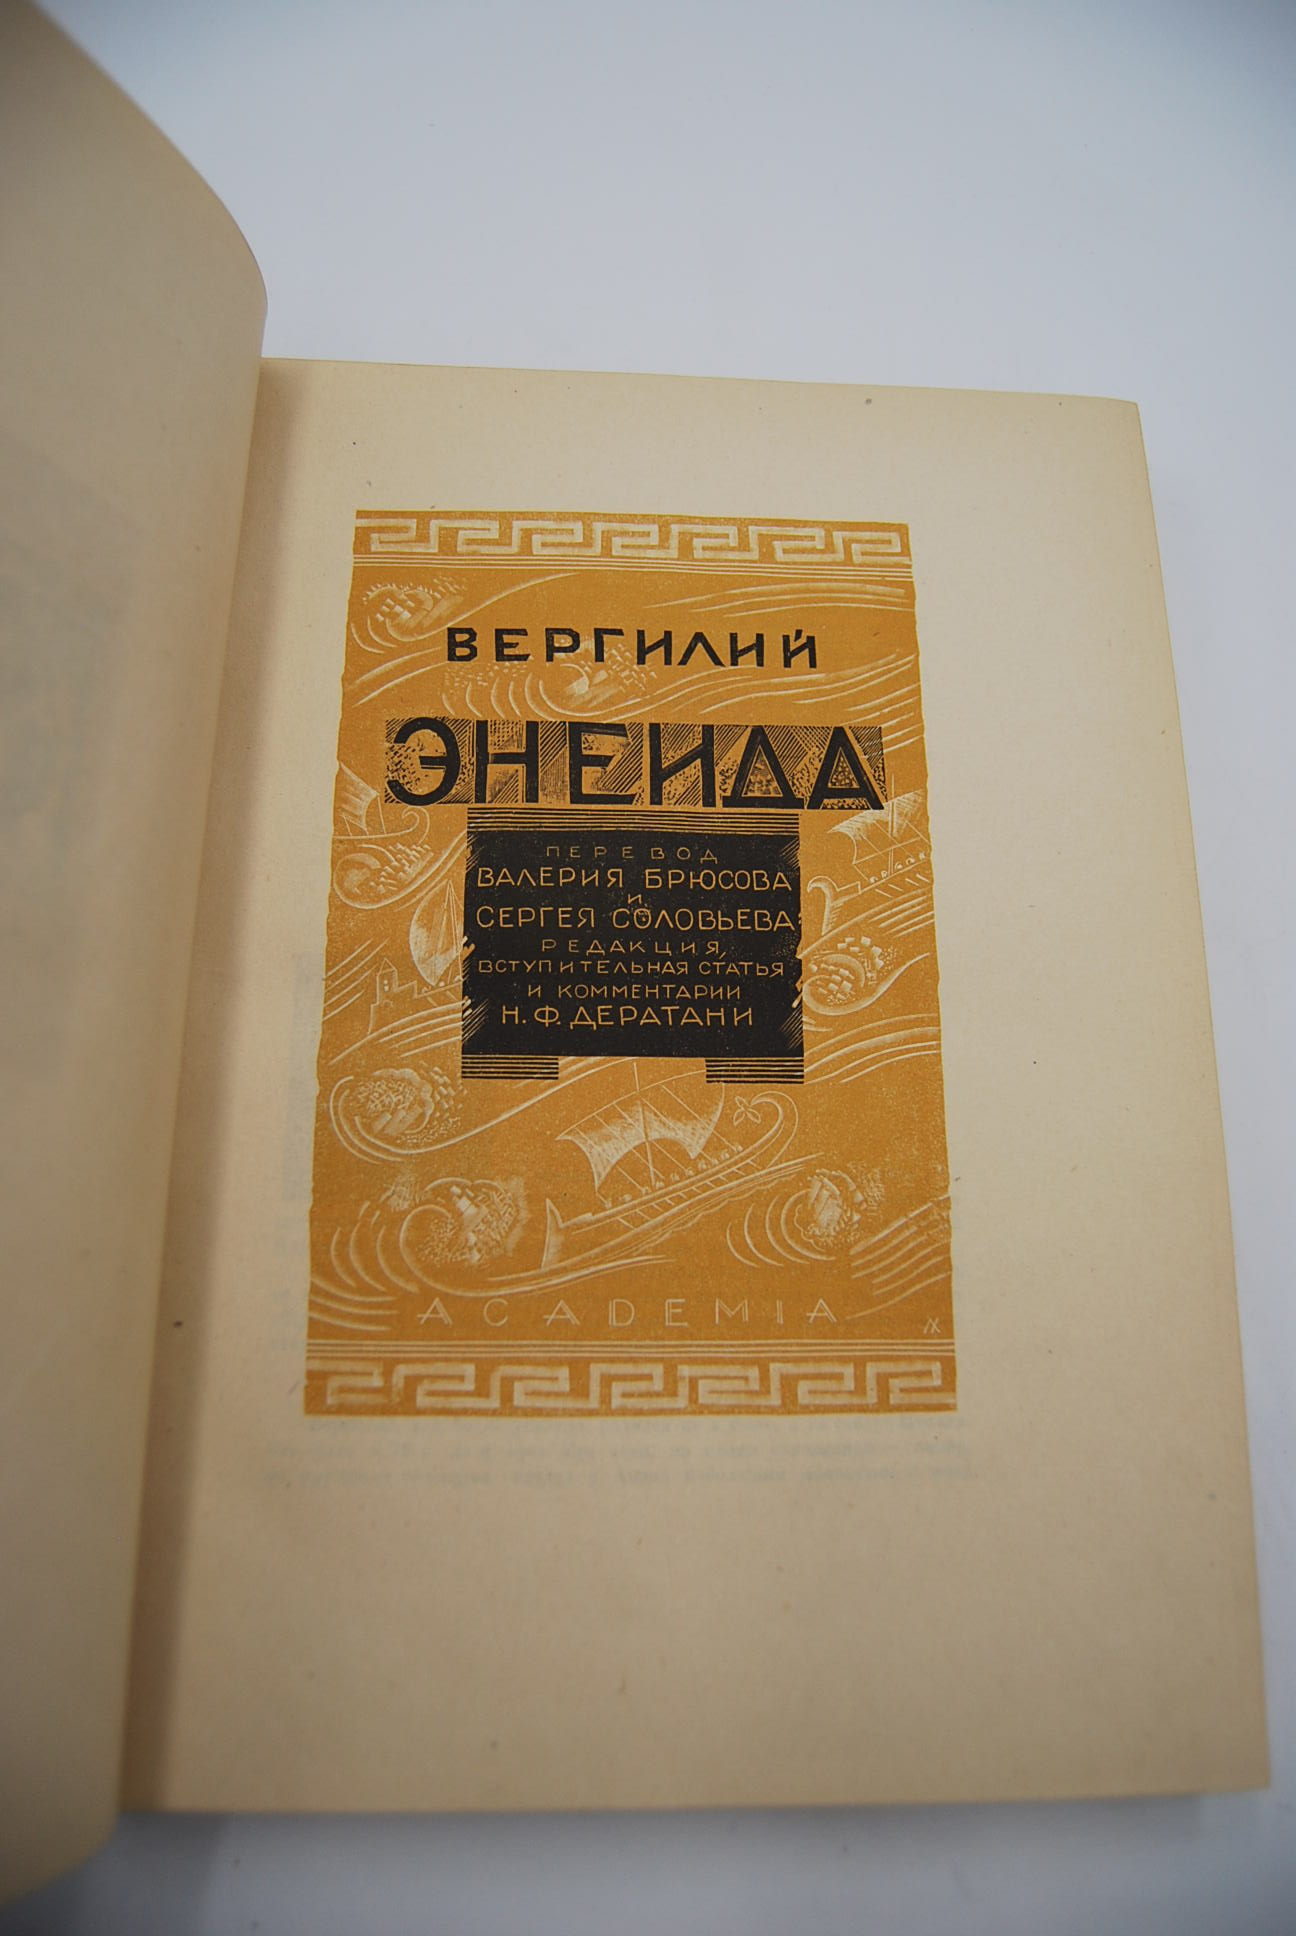 ВЕРГИЛИЙ
ЭНЕИДА
ПЕРЕВОД
ВАЛЕРИЯ БРЮСОВА
И
СЕРГЕЯ СОЛОВЬЕВА
РЕДАКЦИЯ,
ВСТУПИТЕЛЬНАЯ СТАТЬЯ
И КОММЕНТАРИИ
Н. Ф. ДЕРАТАНИ
ACADEMIA